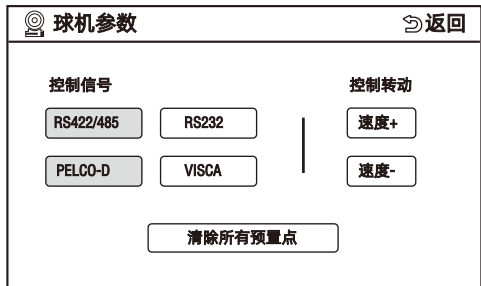 球机参数 返回
控制信号 控制转动
RS422/485 RS232 速度+
PELCO-D VISCA 速度-
清除所有预置点